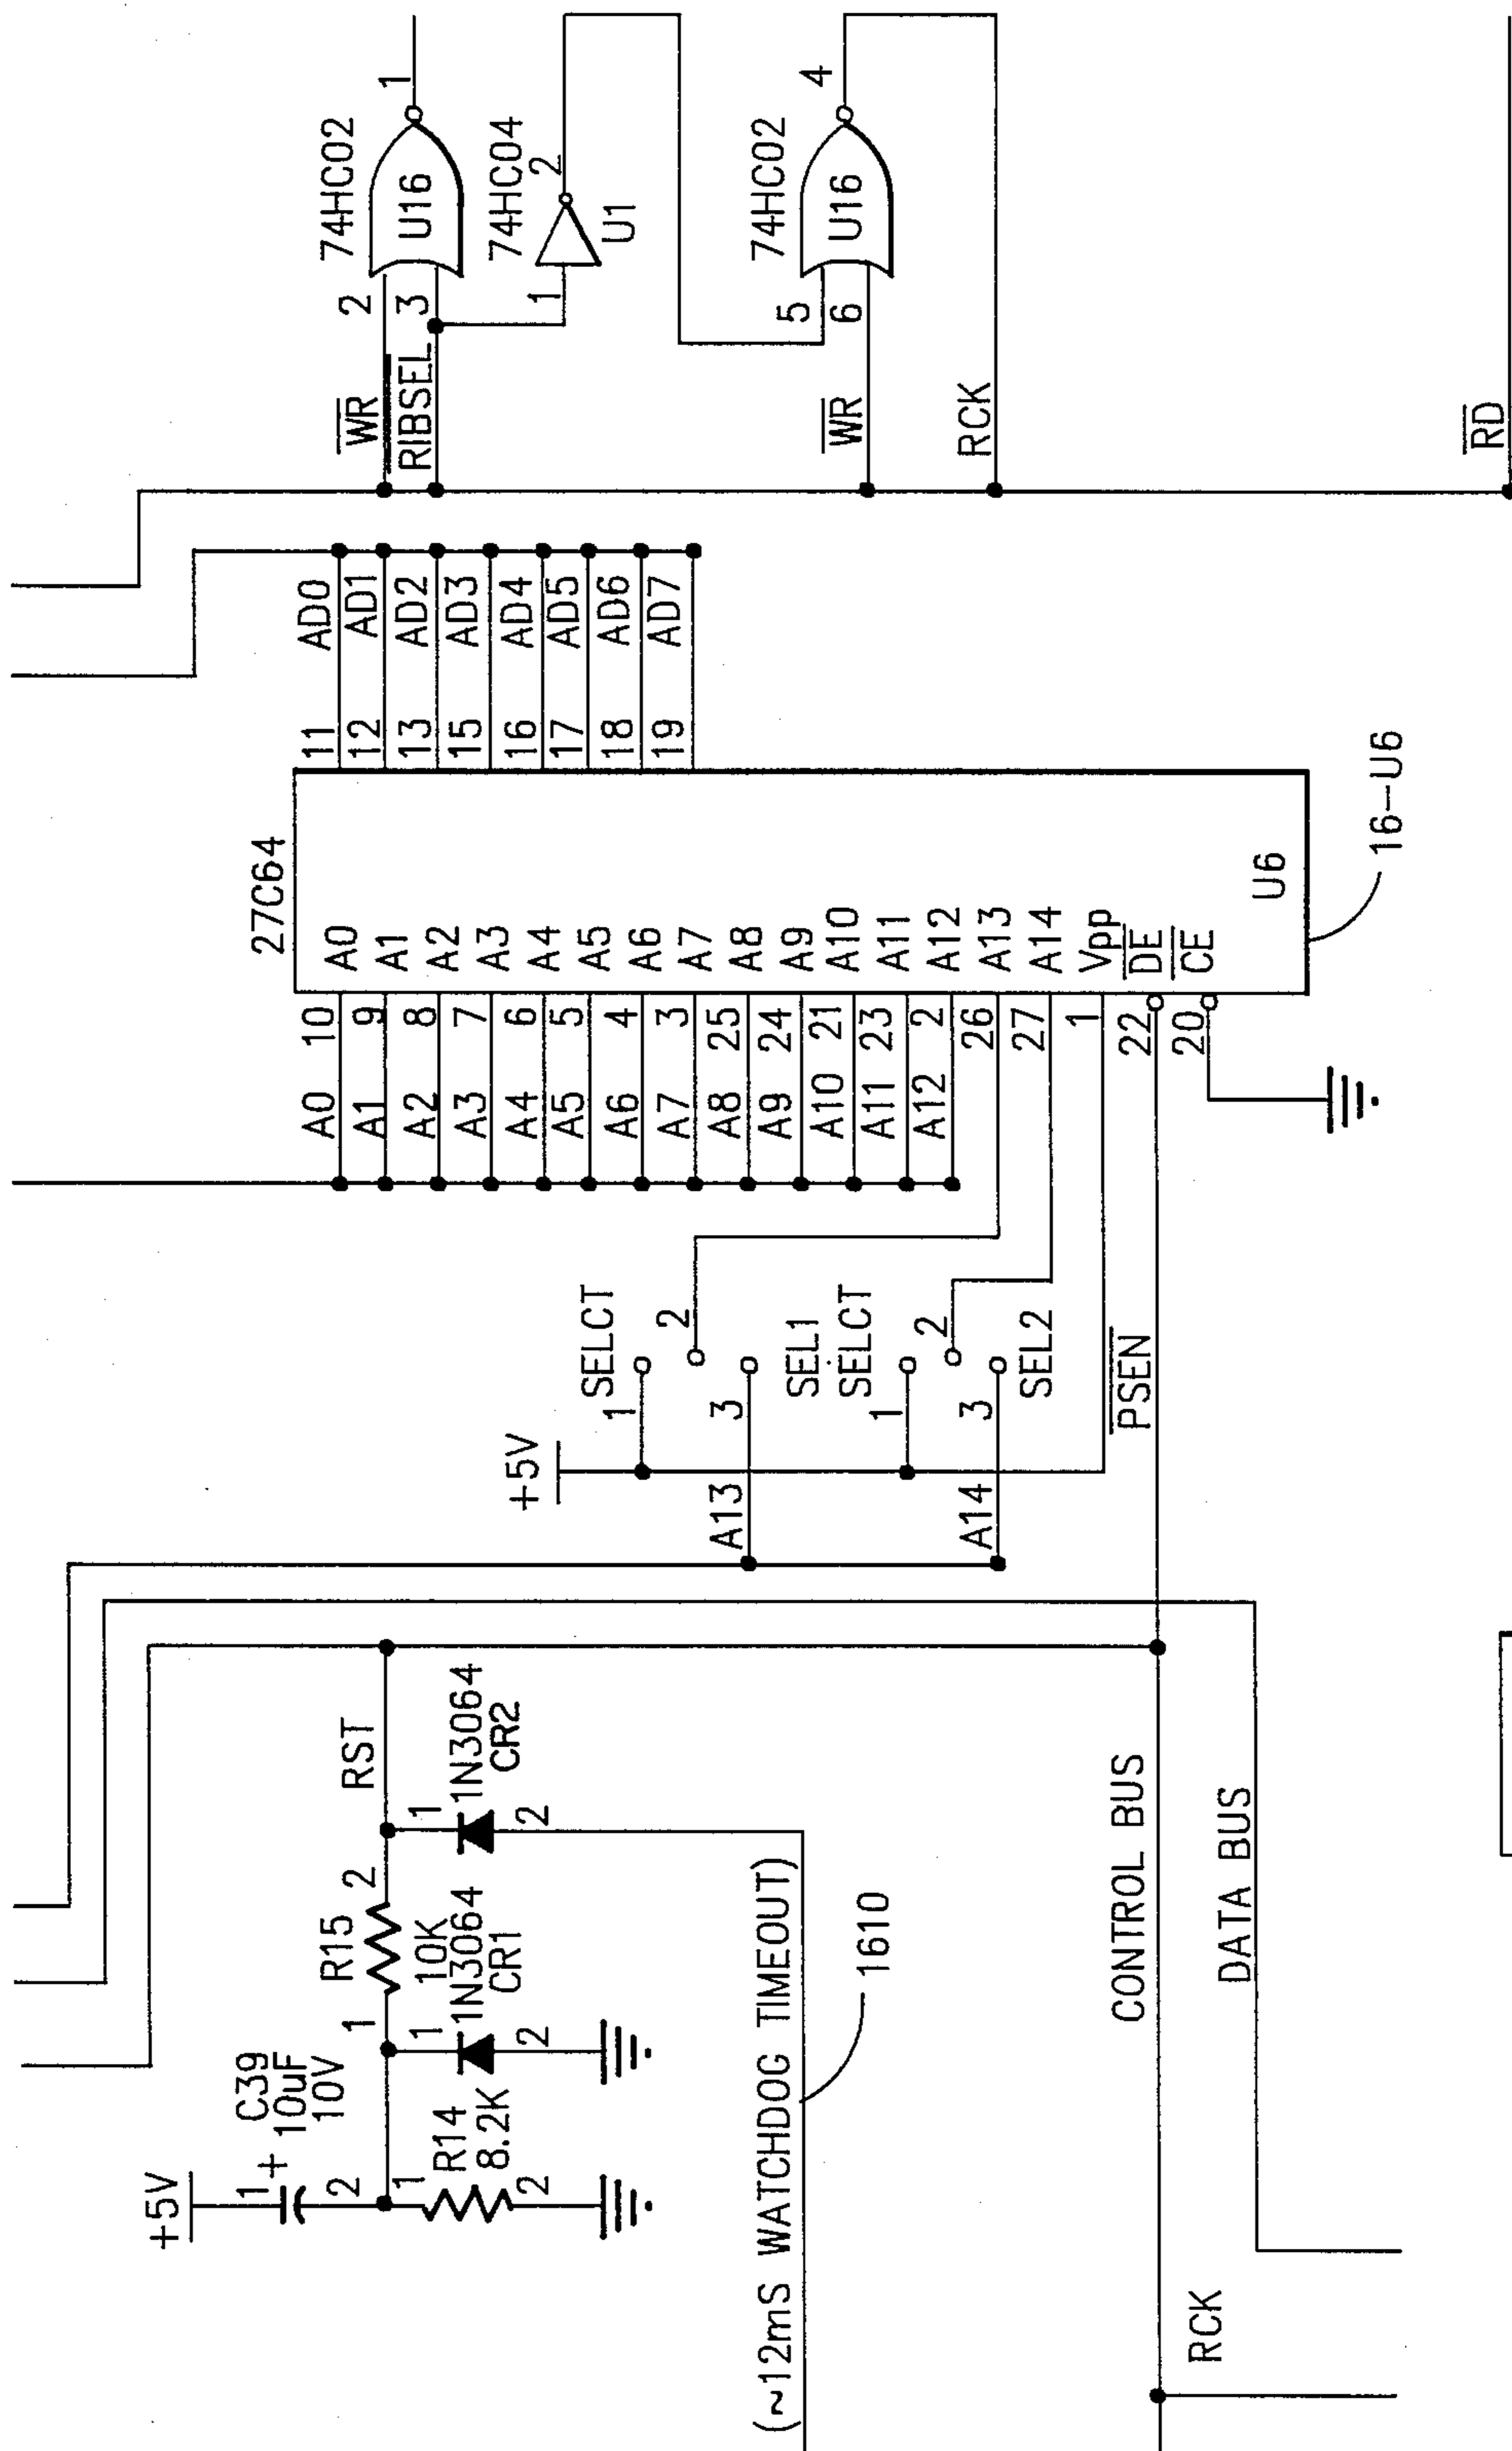 +5V
1
+
C39
10uF
10V
2
1
R14
8.2K
2
1
R15
10K
2
1
1N3064
CR1
2
RST
1
1N3064
CR2
2
(~12mS WATCHDOG TIMEOUT)
1610
CONTROL BUS
DATA BUS
RCK
+5V
SELCT
1
2
3
A13
SEL1
SELCT
1
2
3
A14
SEL2
PSEN
27C64
A0 10 A0
A1 9 A1
A2 8 A2
A3 7 A3
A4 6 A4
A5 5 A5
A6 4 A6
A7 3 A7
A8 25 A8
A9 24 A9
A10 21 A10
A11 23 A11
A12 2 A12
26 A13
27 A14
1 Vpp
22 DE
20 CE
U6
16-U6
11 AD0
12 AD1
13 AD2
15 AD3
16 AD4
17 AD5
18 AD6
19 AD7
74HC02
WR 2
RIBSEL 3
U16
1
74HC04
1
2
U1
74HC02
5
WR 6
U16
4
RCK
RD